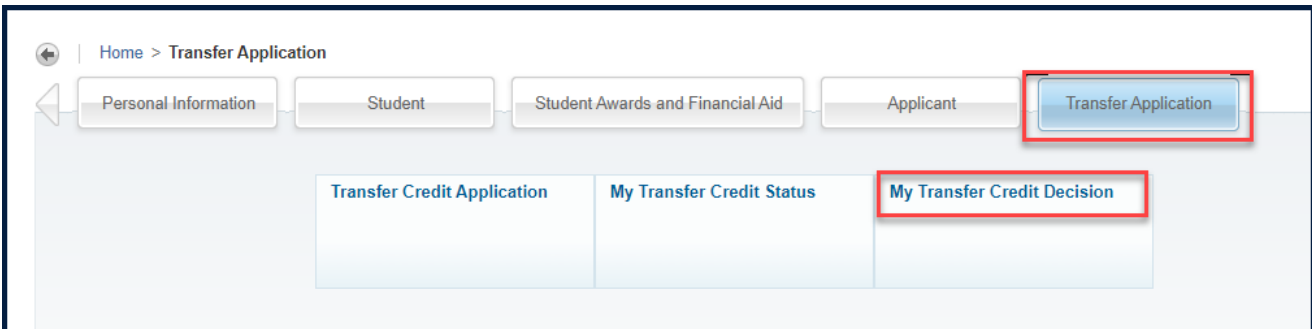 Home > Transfer Application
Personal Information Student Student Awards and Financial Aid Applicant Transfer Application
Transfer Credit Application My Transfer Credit Status My Transfer Credit Decision